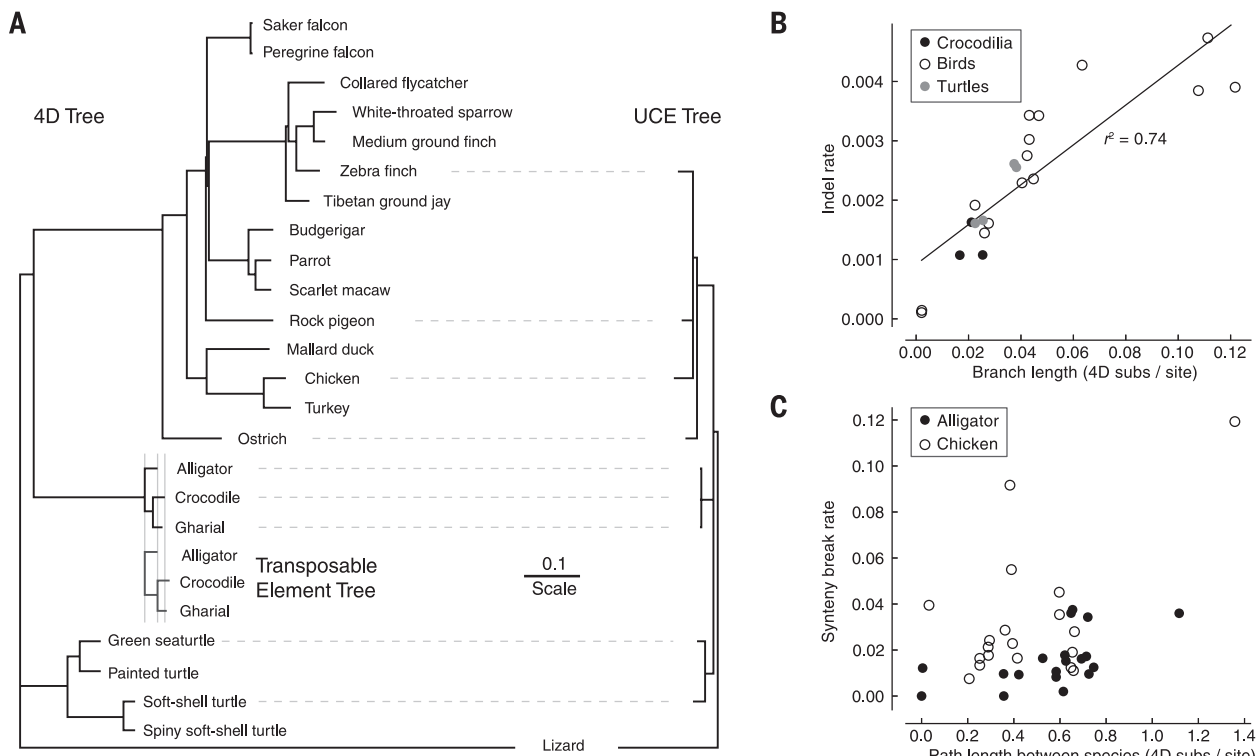 A
4D Tree
UCE Tree
Saker falcon
Peregrine falcon
Collared flycatcher
White-throated sparrow
Medium ground finch
Zebra finch
Tibetan ground jay
Budgerigar
Parrot
Scarlet macaw
Rock pigeon
Mallard duck
Chicken
Turkey
Ostrich
Alligator
Crocodile
Gharial
Alligator
Crocodile
Gharial
Transposable
Element Tree
0.1
Scale
Green seaturtle
Painted turtle
Soft-shell turtle
Spiny soft-shell turtle
Lizard
B
Crocodilia
Birds
Turtles
r² = 0.74
Indel rate
0.004
0.003
0.002
0.001
0.000
0.00 0.02 0.04 0.06 0.08 0.10 0.12
Branch length (4D subs / site)
C
Alligator
Chicken
Synteny break rate
0.12
0.10
0.08
0.06
0.04
0.02
0.00
0.0 0.2 0.4 0.6 0.8 1.0 1.2 1.4
Path length between species (4D subs / site)